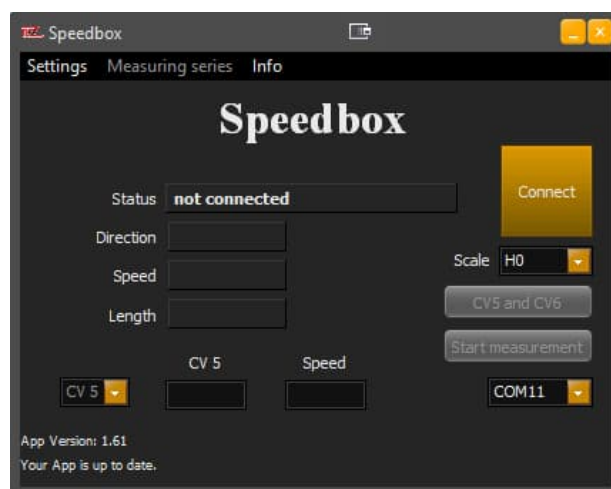 Speedbox
Settings Measuring series Info
Speedbox
Connect
Status not connected
Direction
Scale H0
Speed
CV5 and CV6
Length
Start measurement
CV 5 Speed
CV 5
COM11
App Version: 1.61
Your App is up to date.